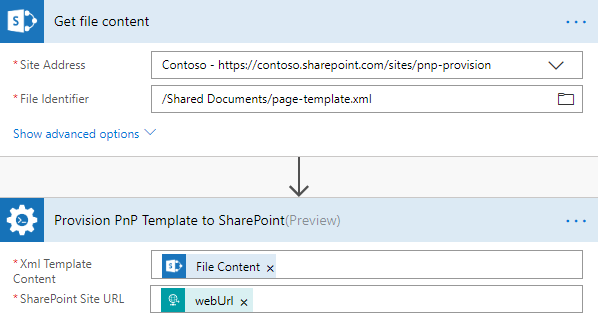 Get file content
* Site Address
Contoso - https://contoso.sharepoint.com/sites/pnp-provision
* File Identifier
/Shared Documents/page-template.xml
Show advanced options
Provision PnP Template to SharePoint(Preview)
* Xml Template
Content
File Content ×
* SharePoint Site URL
webUrl ×